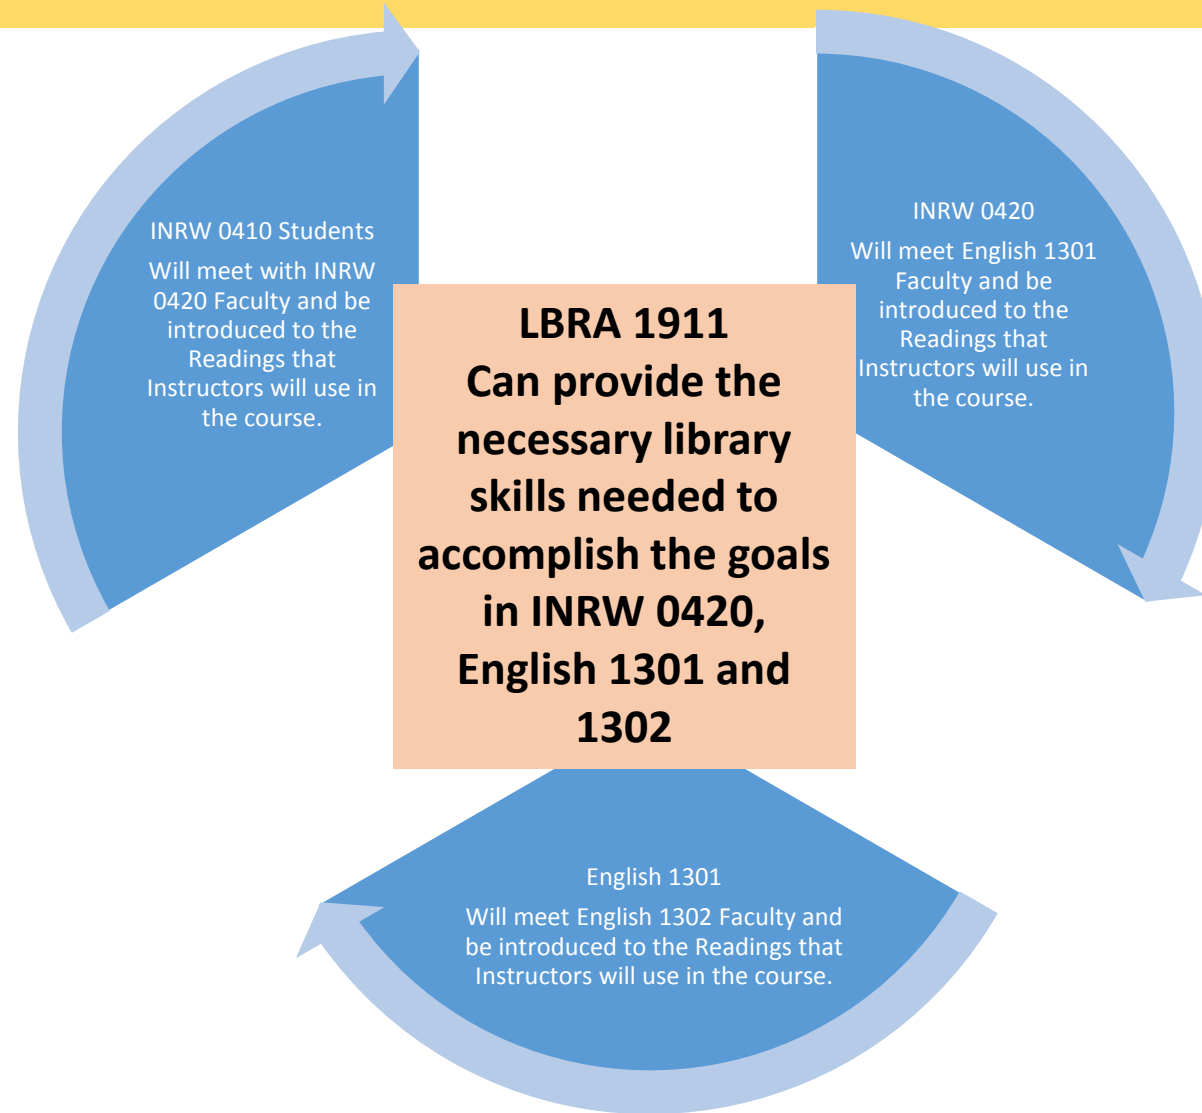 INRW 0410 Students
Will meet with INRW
0420 Faculty and be
introduced to the
Readings that
Instructors will use in
the course.
INRW 0420
Will meet English 1301
Faculty and be
introduced to the
Readings that
Instructors will use in
the course.
LBRA 1911
Can provide the
necessary library
skills needed to
accomplish the goals
in INRW 0420,
English 1301 and
1302
English 1301
Will meet English 1302 Faculty and
be introduced to the Readings that
Instructors will use in the course.